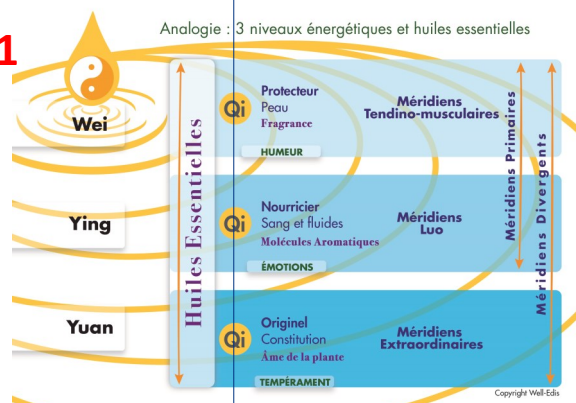 Analogie : 3 niveaux énergétiques et huiles essentielles
1
Wei
Ying
Yuan
Huiles Essentielles
Qi
Protecteur
Peau
Fragrance
HUMEUR
Méridiens
Tendino-musculaires
Qi
Nourricier
Sang et fluides
Molécules Aromatiques
ÉMOTIONS
Méridiens
Luo
Qi
Originel
Constitution
Âme de la plante
TEMPÉRAMENT
Méridiens
Extraordinaires
Méridiens Primaires
Méridiens Divergents
Copyright Well-Edis